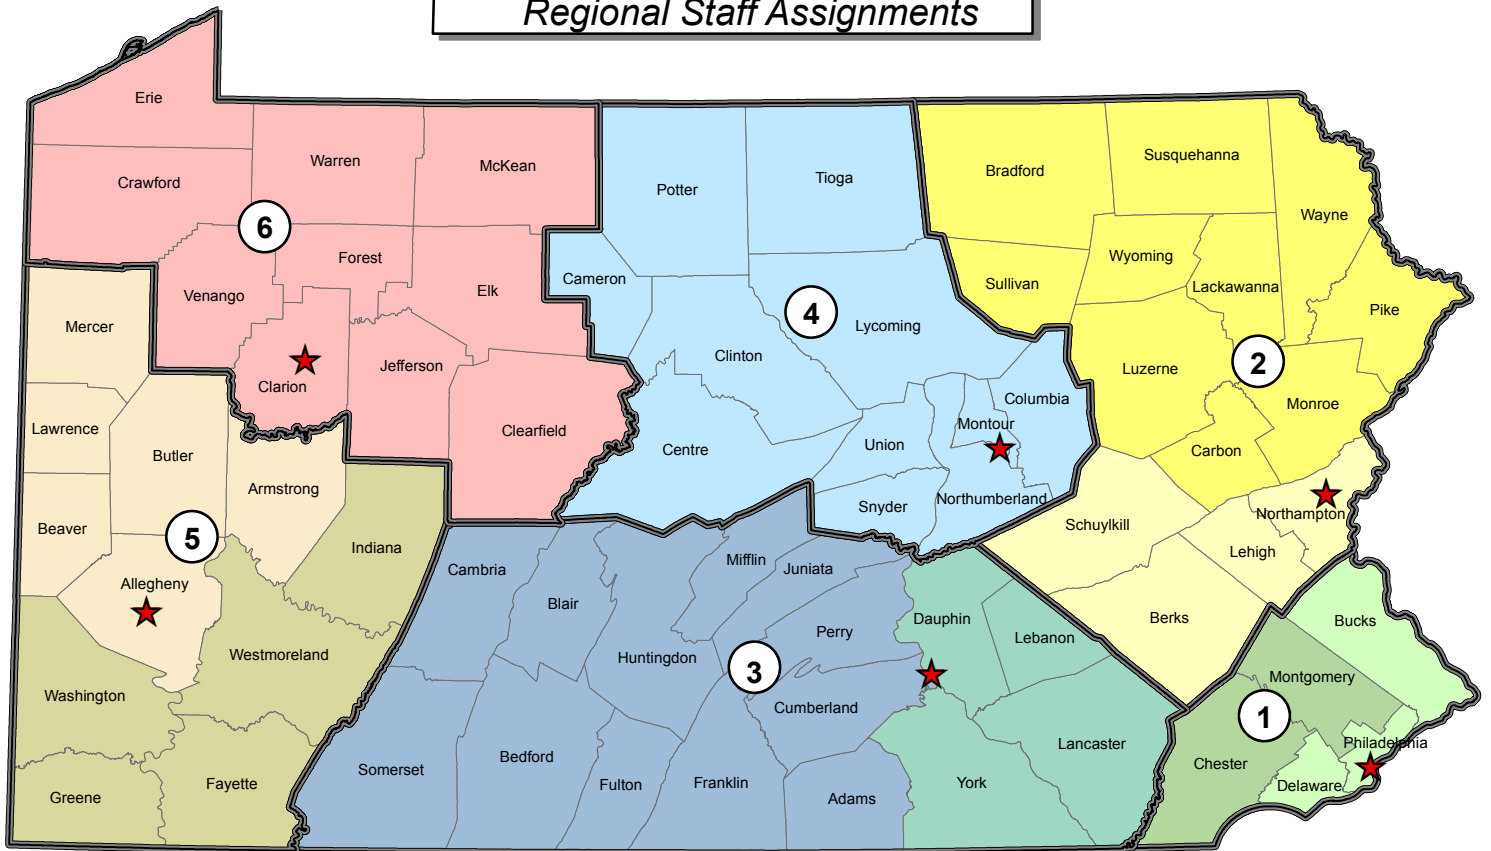 Regional Staff Assignments
Erie
Crawford
Warren
McKean
6
Forest
Venango
Elk
Jefferson
Clarion
Clearfield
Potter
Tioga
Cameron
4
Lycoming
Clinton
Columbia
Montour
Union
Centre
Snyder
Northumberland
Bradford
Susquehanna
Wayne
Wyoming
Sullivan
Lackawanna
Pike
2
Luzerne
Monroe
Carbon
Schuylkill
Northampton
Lehigh
Berks
Mercer
Lawrence
Butler
Armstrong
Beaver
5
Indiana
Allegheny
Westmoreland
Washington
Fayette
Greene
Cambria
Blair
Mifflin
Juniata
Perry
Huntingdon
3
Cumberland
Bedford
Somerset
Fulton
Franklin
Adams
Dauphin
Lebanon
Lancaster
York
Bucks
Montgomery
1
Philadelphia
Chester
Delaware